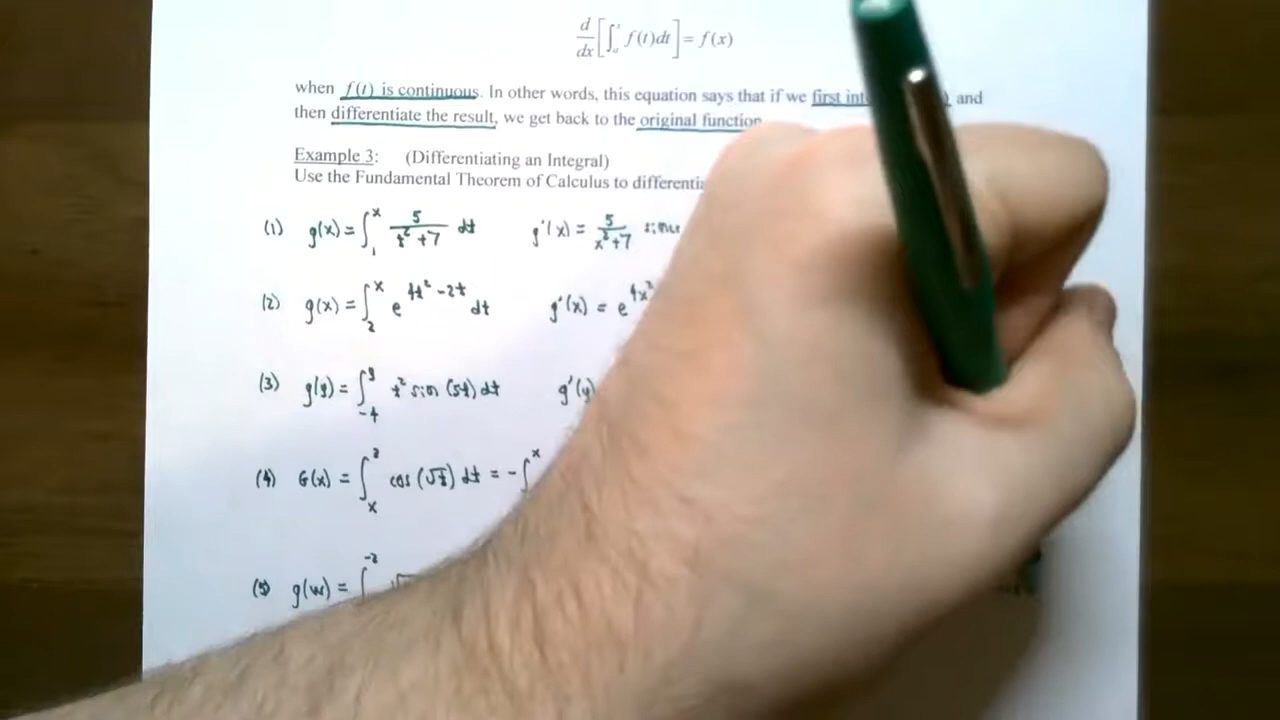 d/dx [∫ₐˣ f(t)dt] = f(x)
when f(t) is continuous. In other words, this equation says that if we first and
then differentiate the result, we get back to the original function
Example 3: (Differentiating an Integral)
Use the Fundamental Theorem of Calculus to
(1) g(x) = ∫₁ˣ 5/(t²+7) dt g'(x) = 5/(x²+7) since
(2) g(x) = ∫₂ˣ e^(4t²-2t) dt g'(x) = e^(4x²
(3) g(y) = ∫₋₄ʸ t² sin (5t) dt g'(y)
(4) G(x) = ∫ₓ² cos (√t) dt = -∫ˣ
(5) g(w) = ∫⁻²